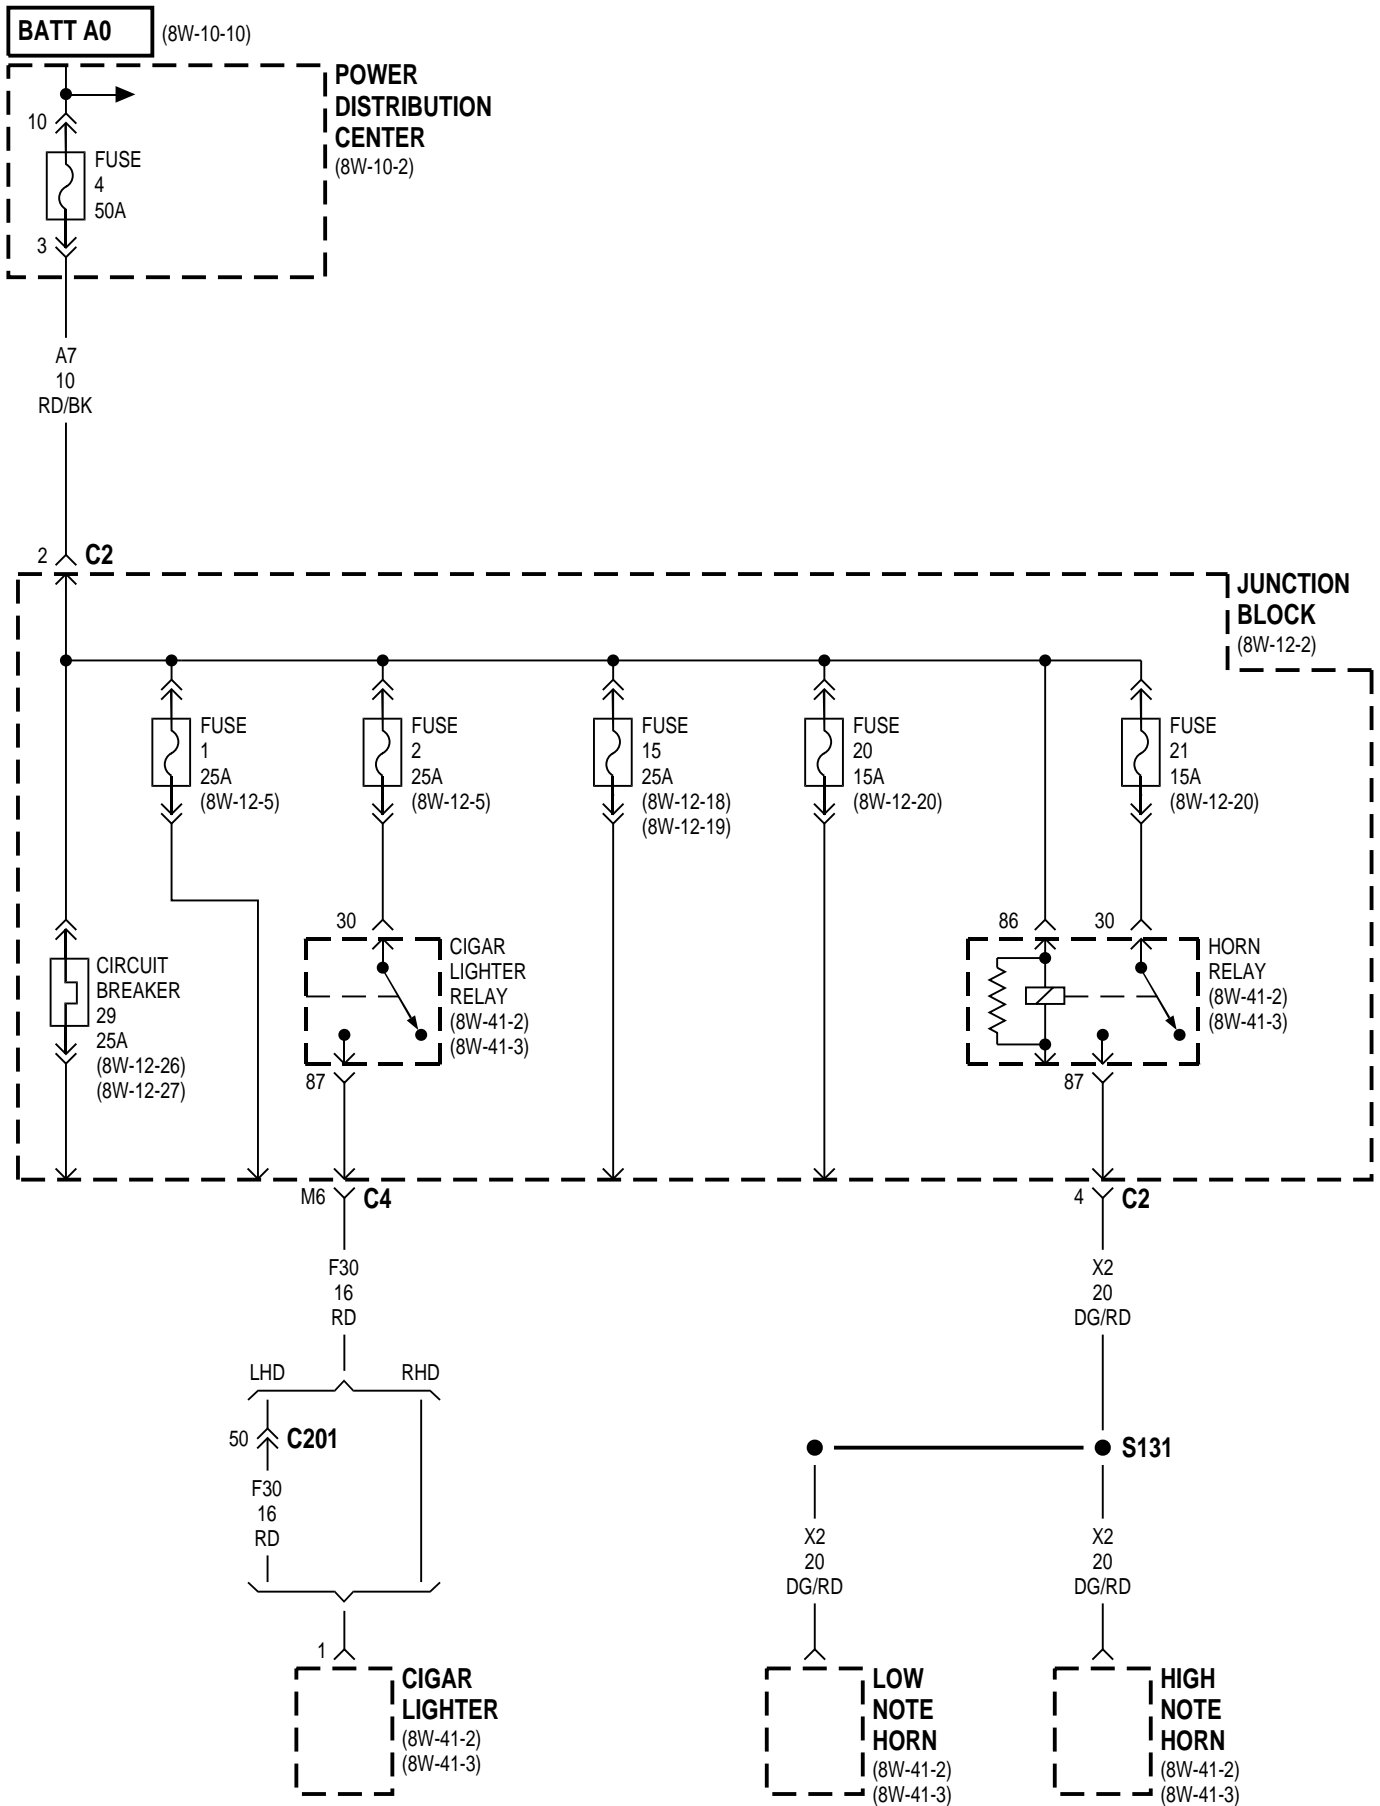 BATT A0 (8W-10-10)
POWER
DISTRIBUTION
CENTER
(8W-10-2)
10
FUSE
4
50A
3
A7
10
RD/BK
2 C2
JUNCTION
BLOCK
(8W-12-2)
FUSE
1
25A
(8W-12-5)
FUSE
2
25A
(8W-12-5)
FUSE
15
25A
(8W-12-18)
(8W-12-19)
FUSE
20
15A
(8W-12-20)
FUSE
21
15A
(8W-12-20)
CIRCUIT
BREAKER
29
25A
(8W-12-26)
(8W-12-27)
30
CIGAR
LIGHTER
RELAY
(8W-41-2)
(8W-41-3)
87
86
30
HORN
RELAY
(8W-41-2)
(8W-41-3)
87
M6 C4
4 C2
F30
16
RD
X2
20
DG/RD
LHD
RHD
50 C201
F30
16
RD
S131
X2
20
DG/RD
X2
20
DG/RD
1
CIGAR
LIGHTER
(8W-41-2)
(8W-41-3)
LOW
NOTE
HORN
(8W-41-2)
(8W-41-3)
HIGH
NOTE
HORN
(8W-41-2)
(8W-41-3)